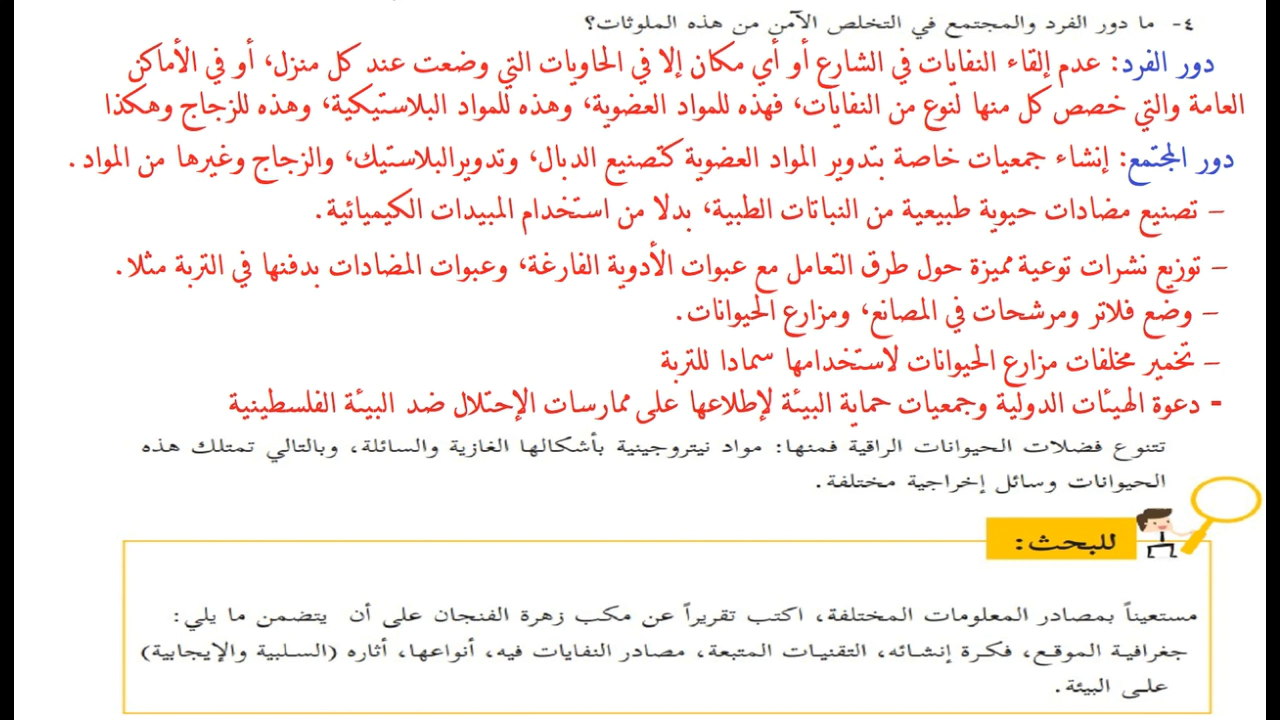 ٤- ما دور الفرد والمجتمع في التخلص الآمن من هذه الملوثات؟
دور الفرد: عدم إلقاء النفايات في الشارع أو أي مكان إلا في الحاويات التي وضعت عند كل منزل، أو في الأماكن
العامة والتي خصص كل منها لنوع من النفايات، فهذه للمواد العضوية، وهذه للمواد البلاستيكية، وهذه للزجاج وهكذا
دور المجتمع: إنشاء جمعيات خاصة بتدوير المواد العضوية كتصنيع الدبال، وتدويرالبلاستيك، والزجاج وغيرها من المواد.
- تصنيع مضادات حيوية طبيعية من النباتات الطبية، بدلا من استخدام المبيدات الكيميائية.
- توزيع نشرات توعية مميزة حول طرق التعامل مع عبوات الأدوية الفارغة، وعبوات المضادات بدفنها في التربة مثلا.
- وضع فلاتر ومرشحات في المصانع، ومزارع الحيوانات.
- تخمير مخلفات مزارع الحيوانات لاستخدامها سمادا للتربة
- دعوة الهيئات الدولية وجمعيات حماية البيئة لإطلاعها على ممارسات الإحتلال ضد البيئة الفلسطينية
تتنوع فضلات الحيوانات الراقية فمنها: مواد نيتروجينية بأشكالها الغازية والسائلة، وبالتالي تمتلك هذه
الحيوانات وسائل إخراجية مختلفة.
للبحث:
مستعيناً بمصادر المعلومات المختلفة، اكتب تقريراً عن مكب زهرة الفنجان على أن يتضمن ما يلي:
جغرافية الموقع، فكرة إنشائه، التقنيات المتبعة، مصادر النفايات فيه، أنواعها، أثاره (السلبية والإيجابية)
على البيئة.